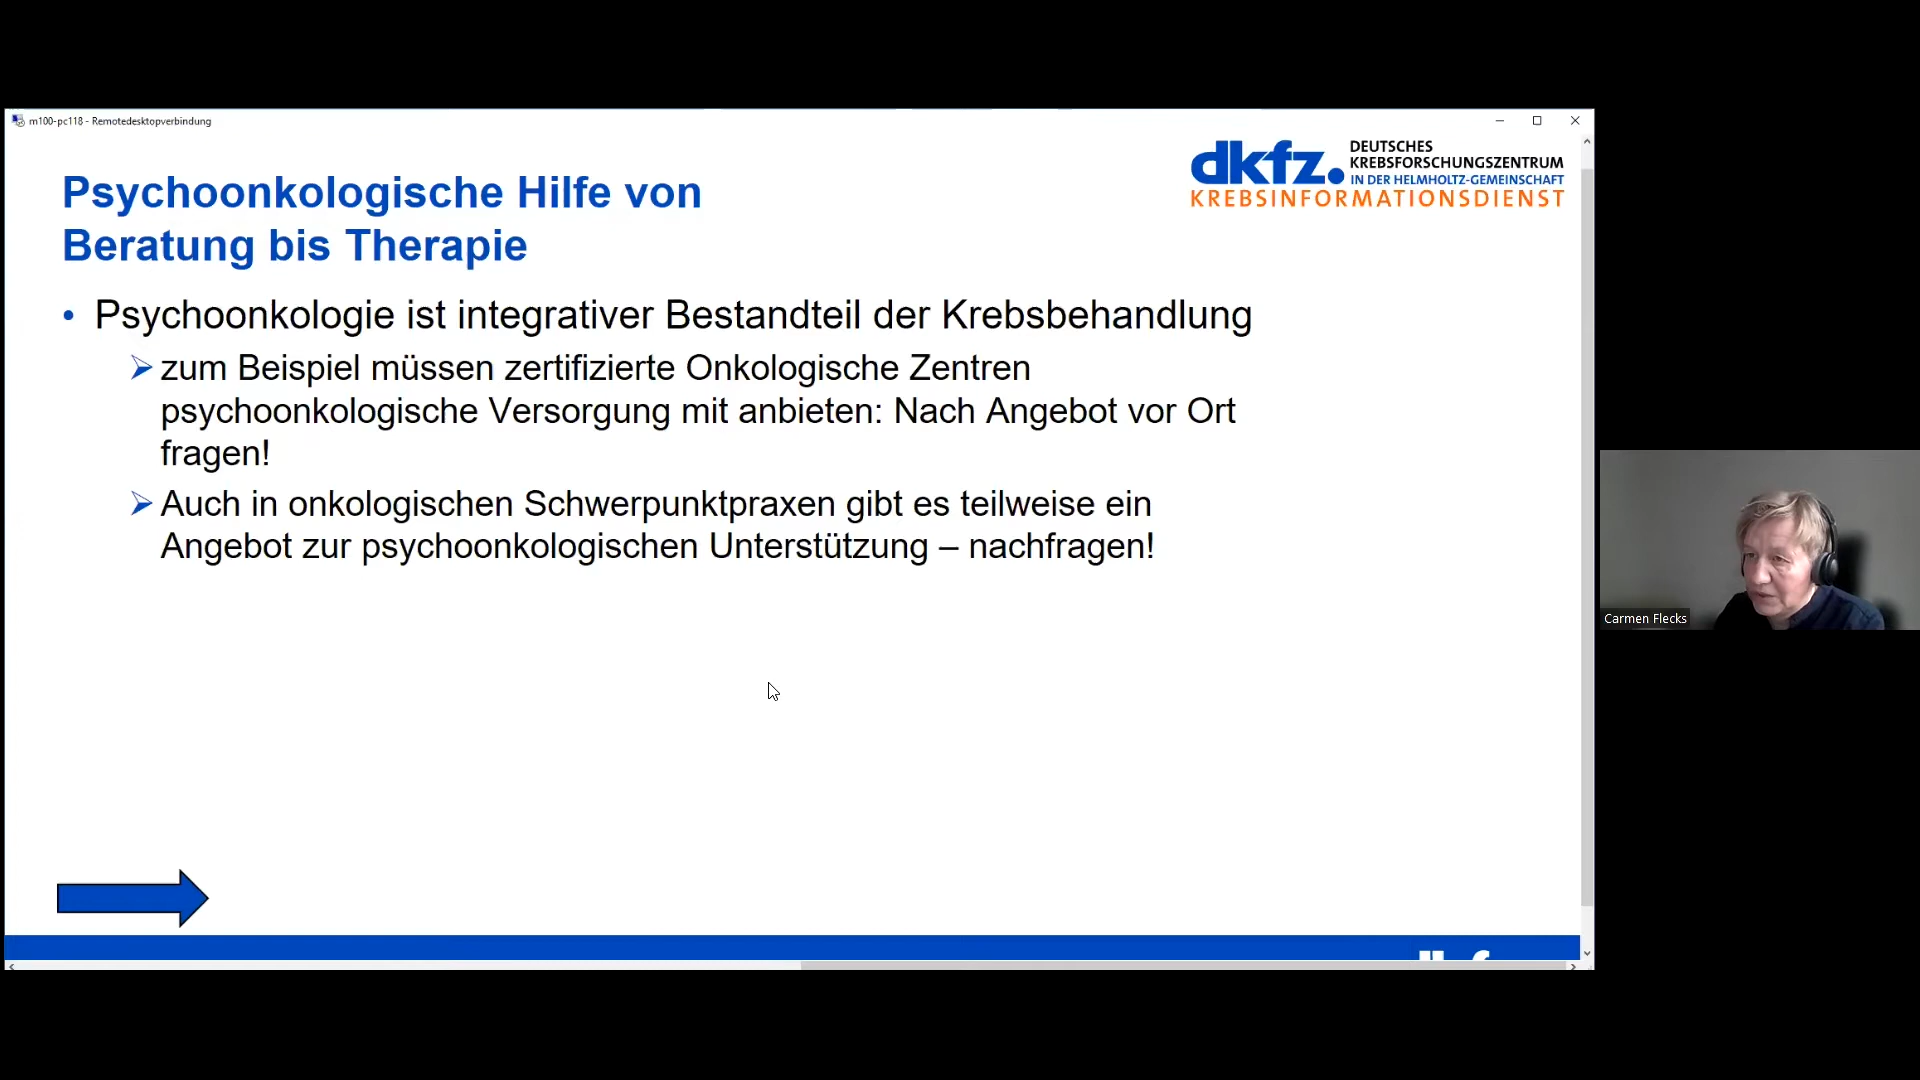 m100-pc118 - Remotedesktopverbindung
dkfz.
DEUTSCHES
KREBSFORSCHUNGSZENTRUM
IN DER HELMHOLTZ-GEMEINSCHAFT
KREBSINFORMATIONSDIENST
Psychoonkologische Hilfe von
Beratung bis Therapie
• Psychoonkologie ist integrativer Bestandteil der Krebsbehandlung
➢ zum Beispiel müssen zertifizierte Onkologische Zentren
psychoonkologische Versorgung mit anbieten: Nach Angebot vor Ort
fragen!
➢ Auch in onkologischen Schwerpunktpraxen gibt es teilweise ein
Angebot zur psychoonkologischen Unterstützung – nachfragen!
Carmen Flecks